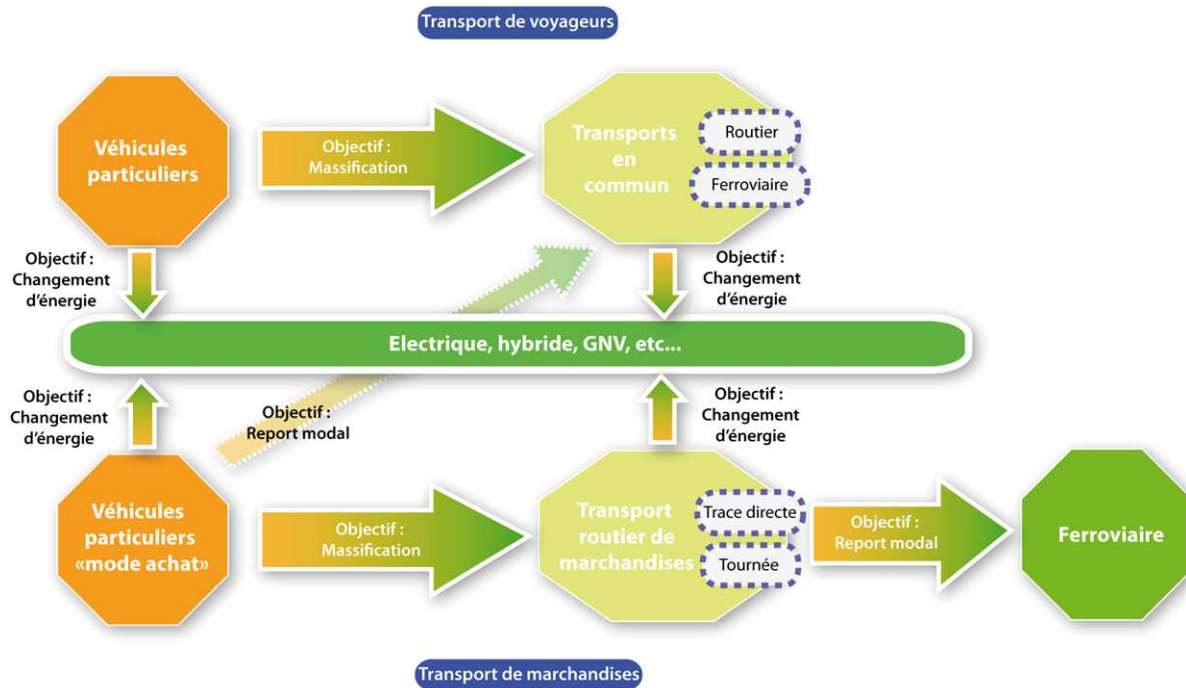 Transport de voyageurs
Véhicules
particuliers
Objectif :
Massification
Transports
en
commun
Routier
Ferroviaire
Objectif :
Changement
d'énergie
Objectif :
Changement
d'énergie
Electrique, hybride, GNV, etc...
Objectif :
Changement
d'énergie
Objectif :
Report modal
Objectif :
Changement
d'énergie
Véhicules
particuliers
«mode achat»
Objectif :
Massification
Transport
routier de
marchandises
Trace directe
Tournée
Objectif :
Report modal
Ferroviaire
Transport de marchandises